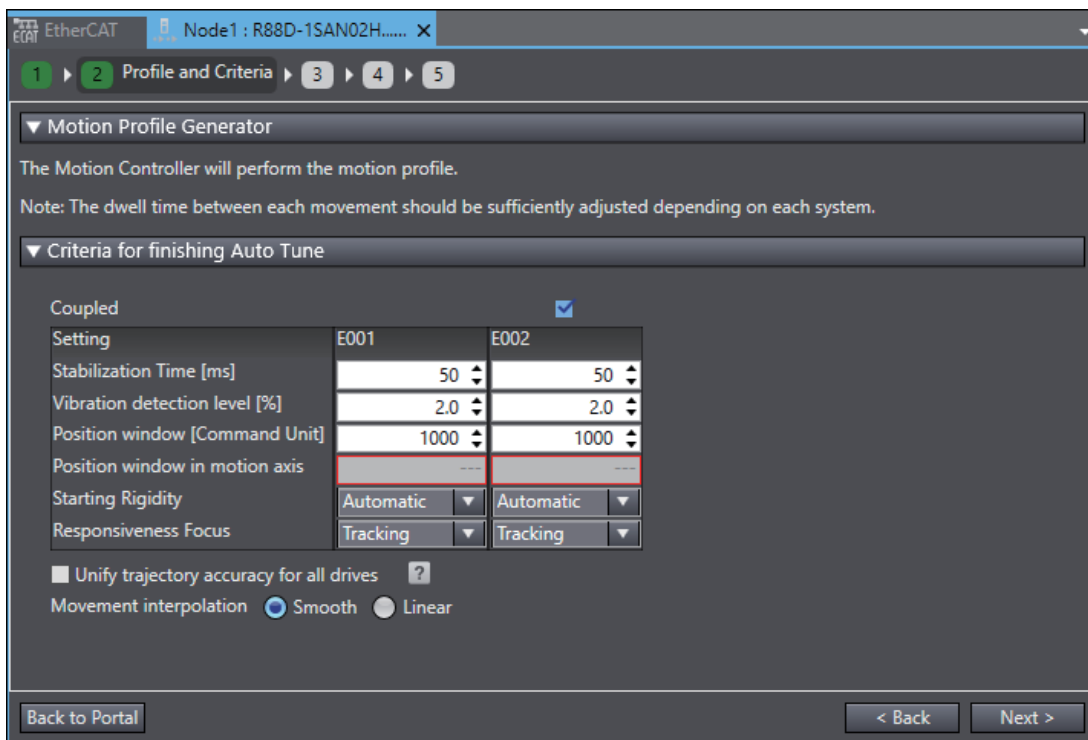 ECAT EtherCAT Node1 : R88D-1SAN02H......
1 2 Profile and Criteria 3 4 5
Motion Profile Generator
The Motion Controller will perform the motion profile.
Note: The dwell time between each movement should be sufficiently adjusted depending on each system.
Criteria for finishing Auto Tune
Coupled
Setting E001 E002
Stabilization Time [ms] 50 50
Vibration detection level [%] 2.0 2.0
Position window [Command Unit] 1000 1000
Position window in motion axis --- ---
Starting Rigidity Automatic Automatic
Responsiveness Focus Tracking Tracking
Unify trajectory accuracy for all drives ?
Movement interpolation Smooth Linear
Back to Portal < Back Next >